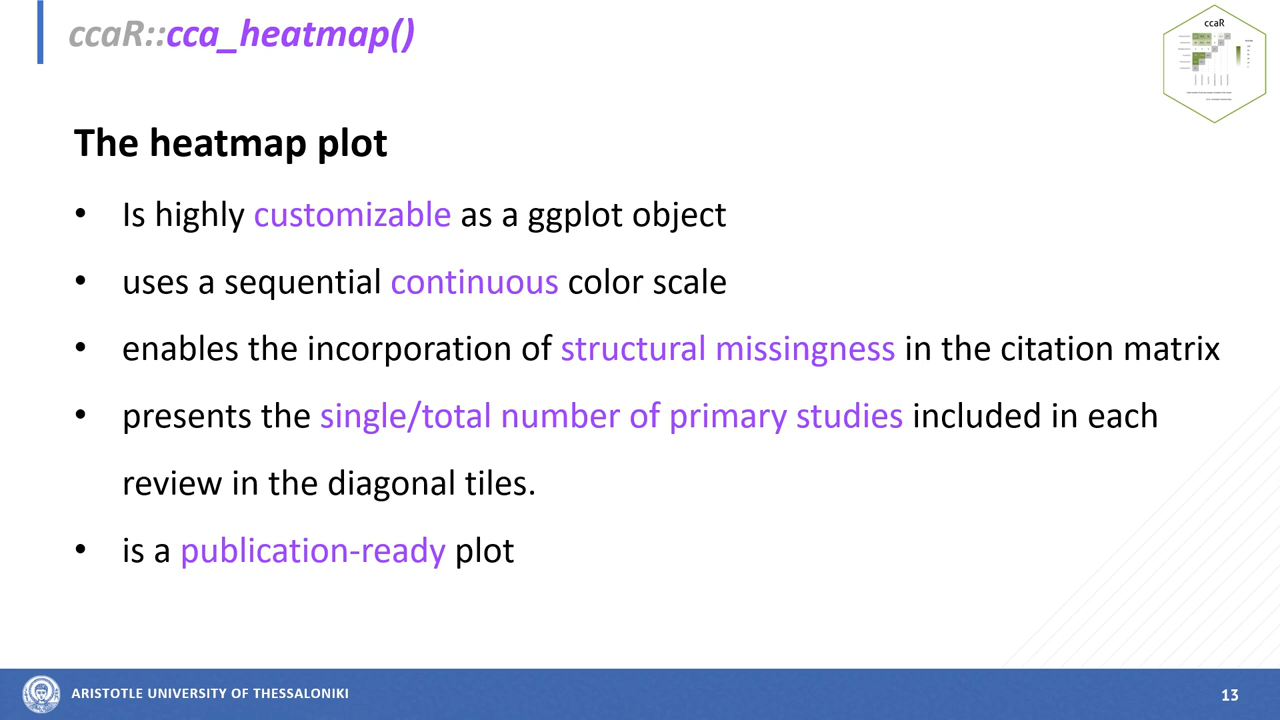 ccaR::cca_heatmap()
ccaR
The heatmap plot
• Is highly customizable as a ggplot object
• uses a sequential continuous color scale
• enables the incorporation of structural missingness in the citation matrix
• presents the single/total number of primary studies included in each
review in the diagonal tiles.
• is a publication-ready plot
ARISTOTLE UNIVERSITY OF THESSALONIKI
13